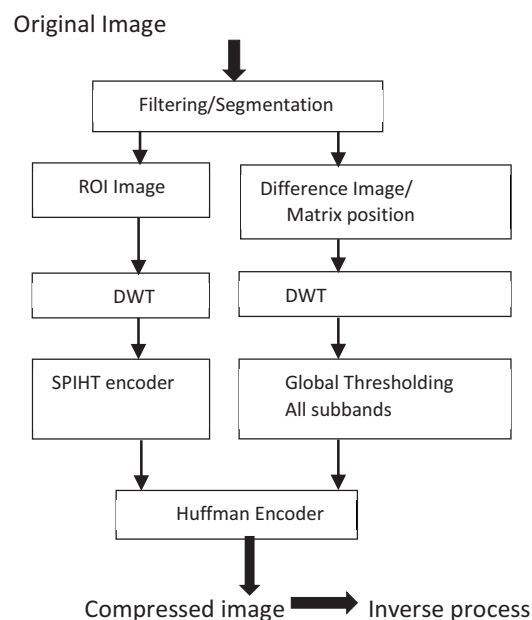 Original Image
Filtering/Segmentation
ROI Image
Difference Image/
Matrix position
DWT
DWT
SPIHT encoder
Global Thresholding
All subbands
Huffman Encoder
Compressed image
Inverse process